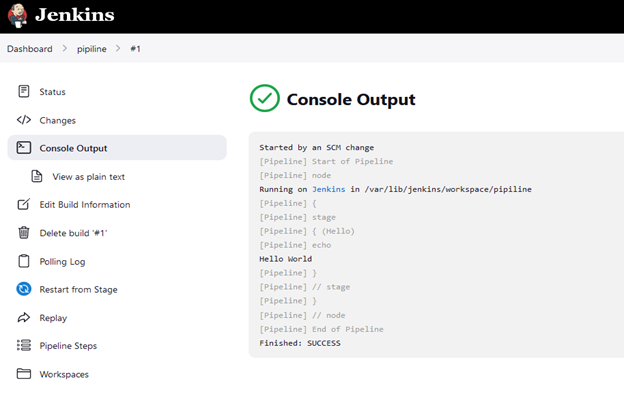 Jenkins
Dashboard > pipiline > #1
Status
Changes
Console Output
View as plain text
Edit Build Information
Delete build '#1'
Polling Log
Restart from Stage
Replay
Pipeline Steps
Workspaces
Console Output
Started by an SCM change
[Pipeline] Start of Pipeline
[Pipeline] node
Running on Jenkins in /var/lib/jenkins/workspace/pipiline
[Pipeline] {
[Pipeline] stage
[Pipeline] { (Hello)
[Pipeline] echo
Hello World
[Pipeline] }
[Pipeline] // stage
[Pipeline] }
[Pipeline] // node
[Pipeline] End of Pipeline
Finished: SUCCESS